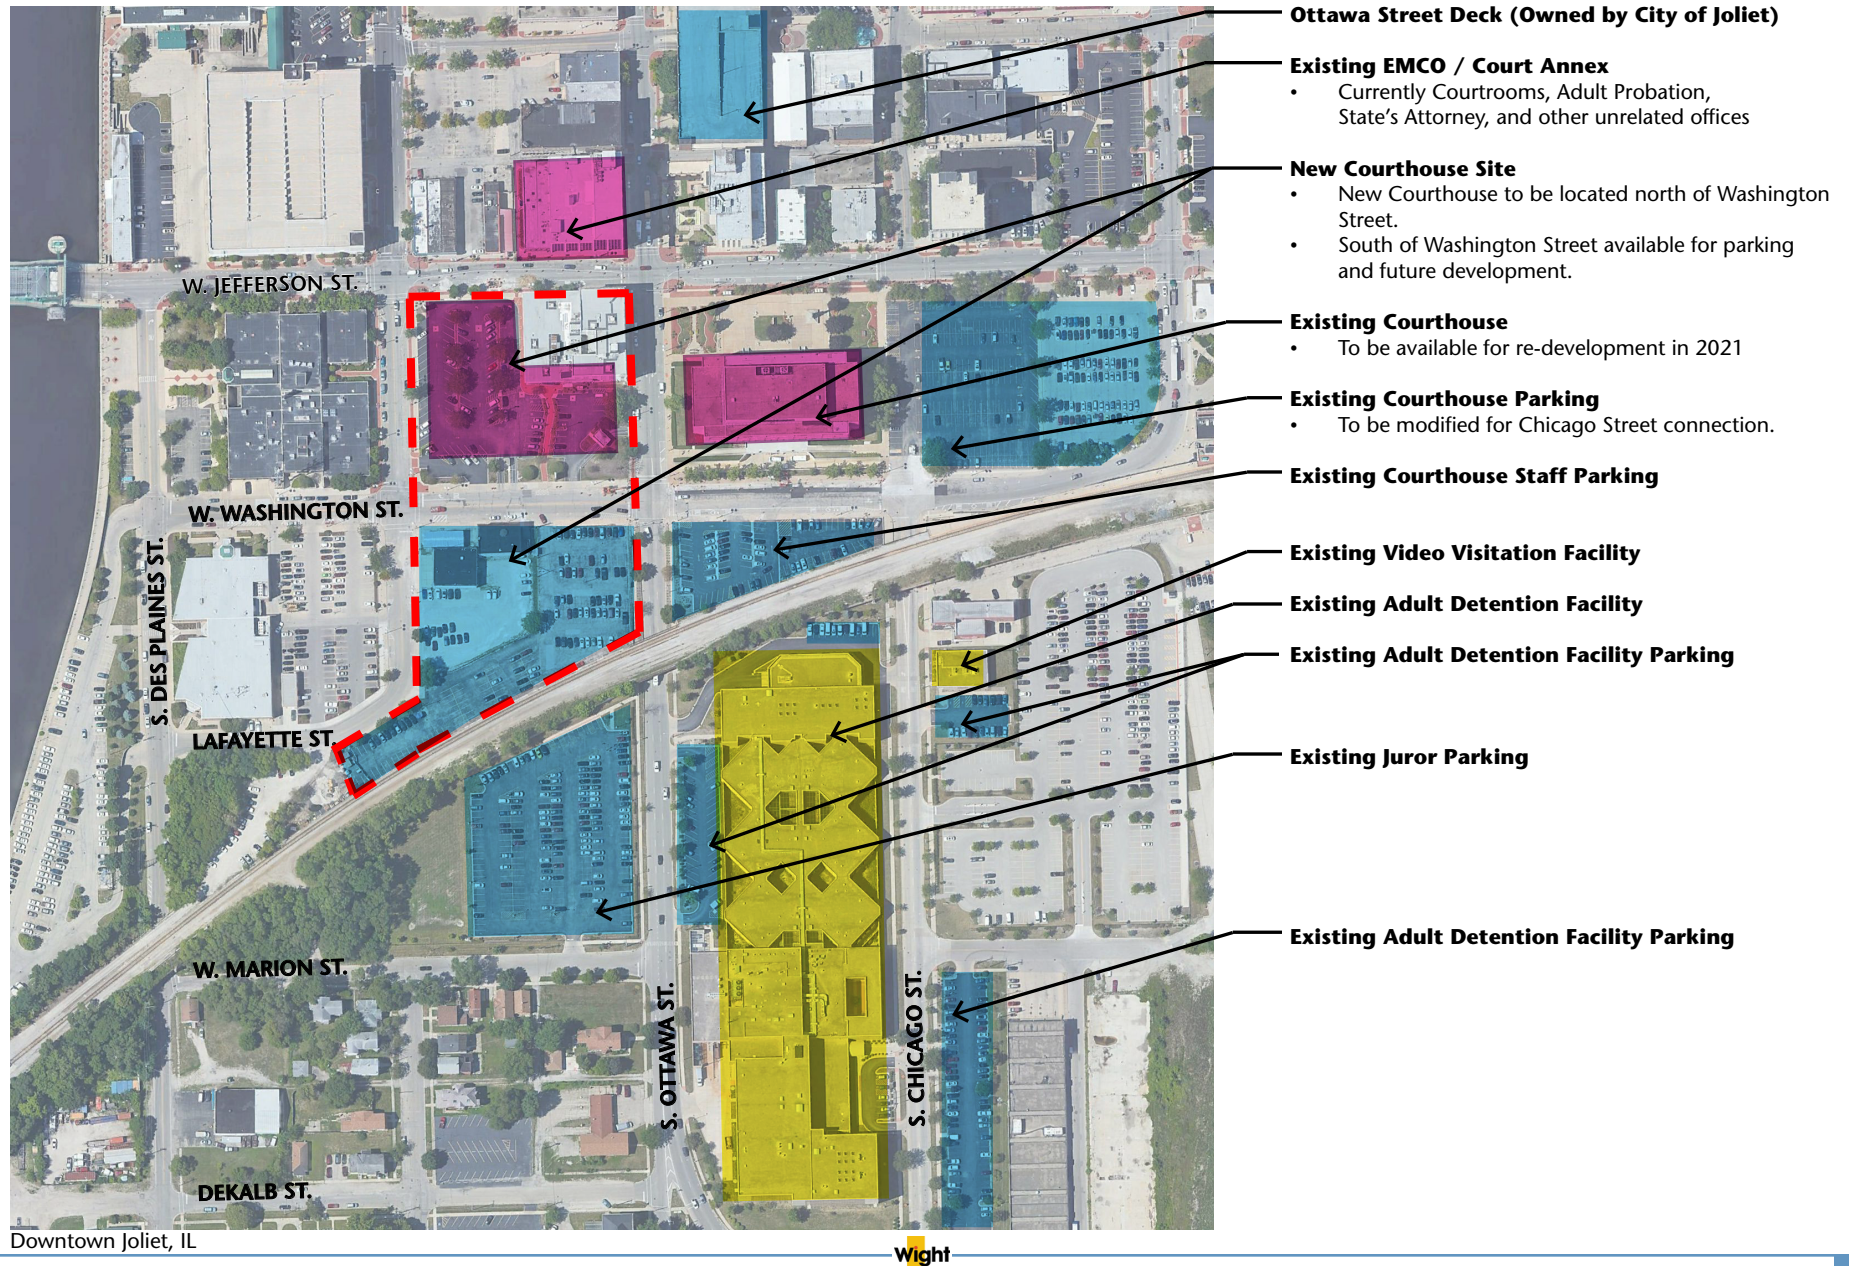 Ottawa Street Deck (Owned by City of Joliet)
Existing EMCO / Court Annex
• Currently Courtrooms, Adult Probation,
State's Attorney, and other unrelated offices
New Courthouse Site
• New Courthouse to be located north of Washington
Street.
• South of Washington Street available for parking
and future development.
Existing Courthouse
• To be available for re-development in 2021
Existing Courthouse Parking
• To be modified for Chicago Street connection.
Existing Courthouse Staff Parking
Existing Video Visitation Facility
Existing Adult Detention Facility
Existing Adult Detention Facility Parking
Existing Juror Parking
Existing Adult Detention Facility Parking
W. JEFFERSON ST.
W. WASHINGTON ST.
S. DES PLAINES ST.
LAFAYETTE ST.
W. MARION ST.
S. OTTAWA ST.
S. CHICAGO ST.
DEKALB ST.
Downtown Joliet, IL
Wight